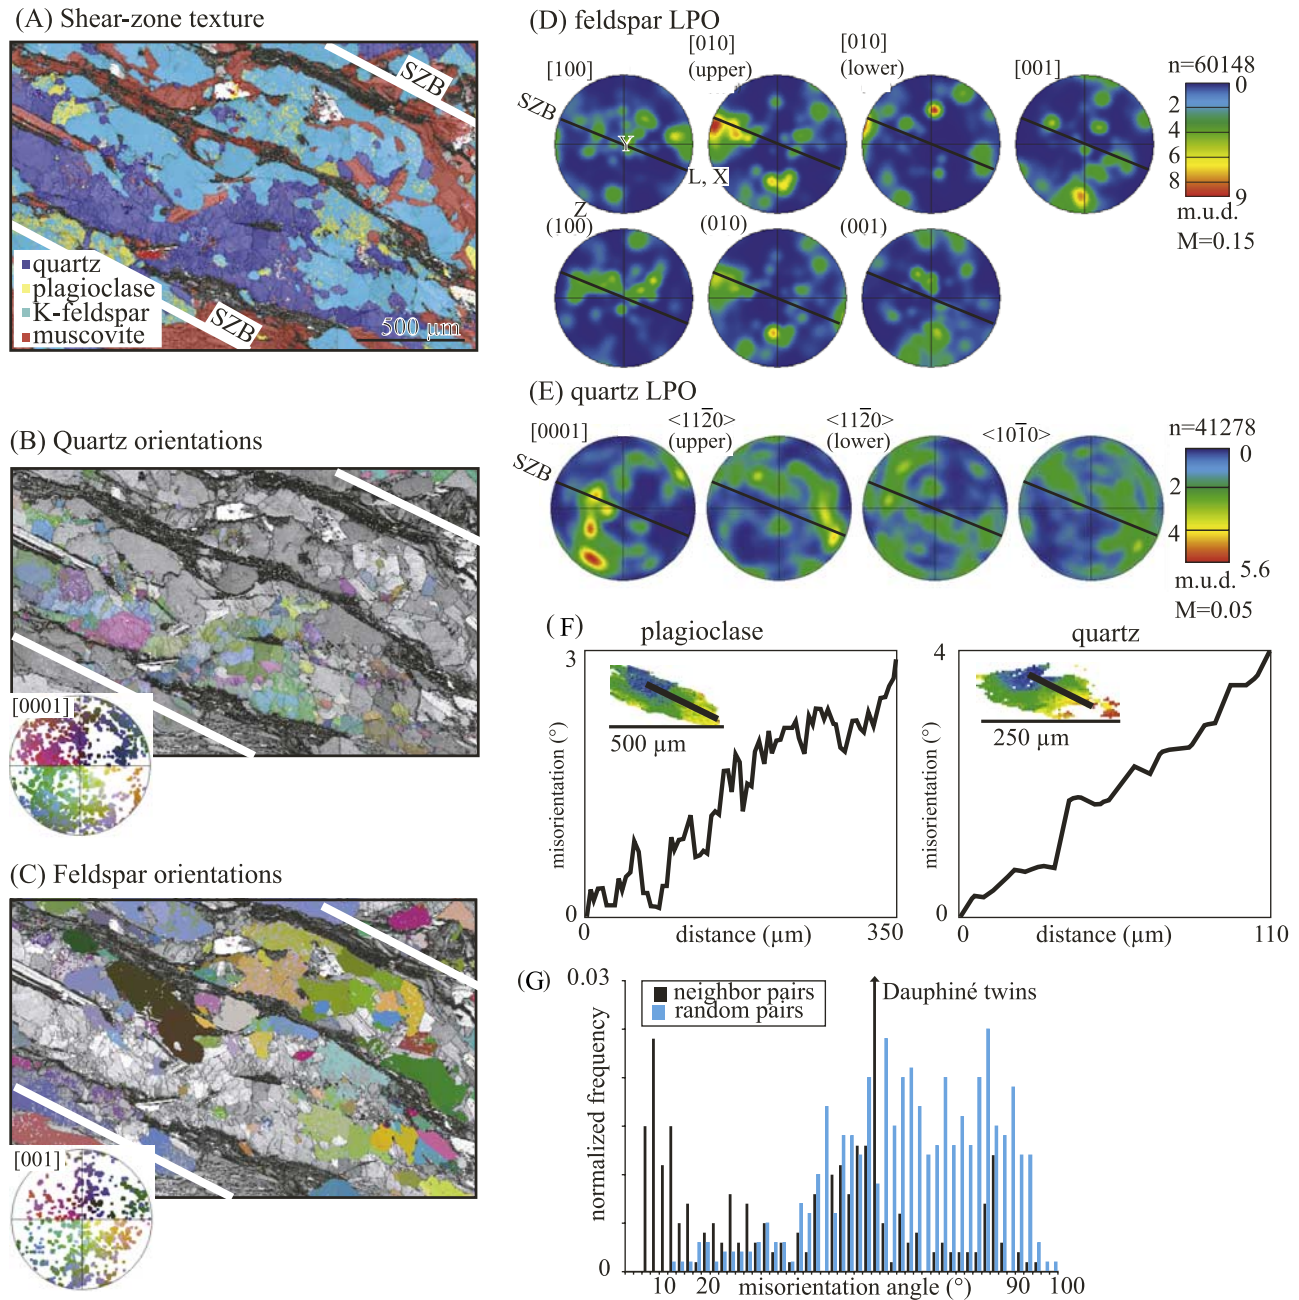 (A) Shear-zone texture
SZB
quartz
plagioclase
K-feldspar
muscovite
SZB
500 µm
(B) Quartz orientations
[0001]
(C) Feldspar orientations
[001]
(D) feldspar LPO
[100]
[010]
(upper)
[010]
(lower)
[001]
SZB
Y
L, X
Z
(100)
(010)
(001)
n=60148
0
2
4
6
8
9
m.u.d.
M=0.15
(E) quartz LPO
[0001]
<112̅0>
(upper)
<112̅0>
(lower)
<101̅0>
SZB
n=41278
0
2
4
5.6
m.u.d.
M=0.05
(F)
plagioclase
3
misorientation (°)
0
500 µm
0
distance (µm)
350
quartz
4
misorientation (°)
0
250 µm
0
distance (µm)
110
(G)
0.03
normalized frequency
0
neighbor pairs
random pairs
Dauphiné twins
10
20
misorientation angle (°)
90
100